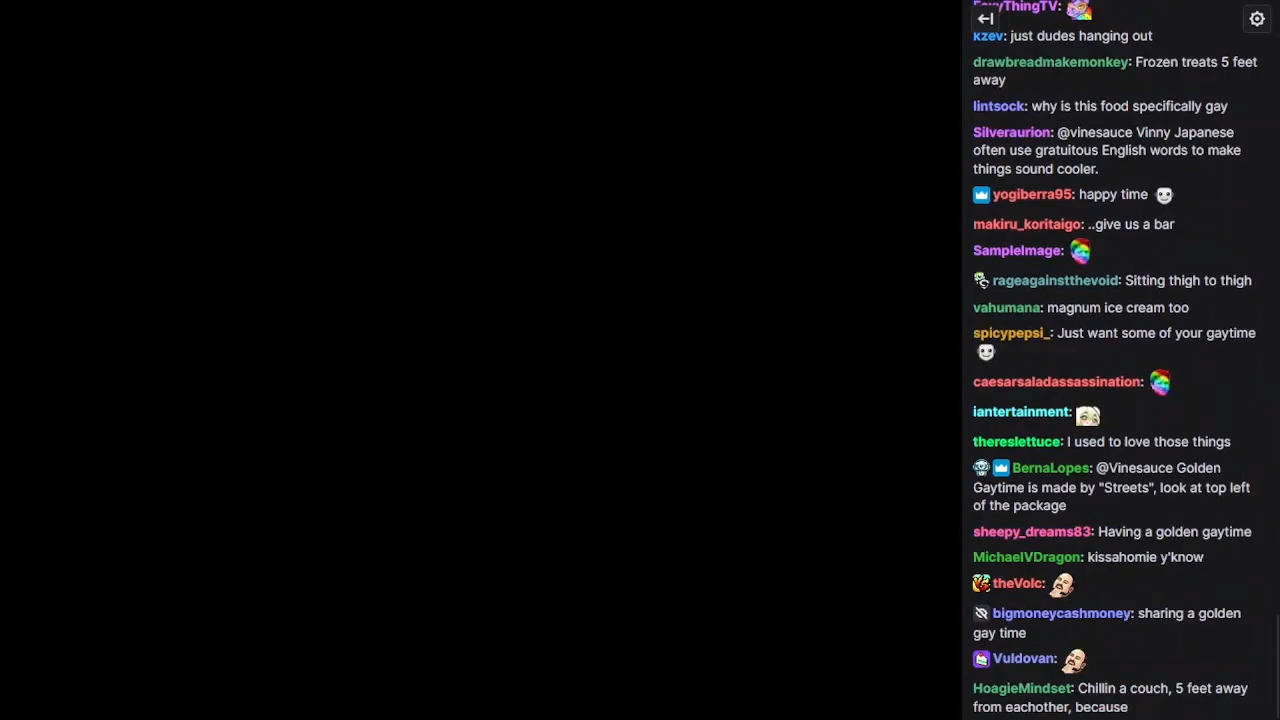 FoxyThingTV:
kzev: just dudes hanging out
drawbreadmakemonkey: Frozen treats 5 feet
away
lintsock: why is this food specifically gay
Silveraurion: @vinesauce Vinny Japanese
often use gratuitous English words to make
things sound cooler.
yogiberra95: happy time
makiru_koritaigo: ..give us a bar
SampleImage:
rageagainstthevoid: Sitting thigh to thigh
vahumana: magnum ice cream too
spicypepsi_: Just want some of your gaytime
caesarsaladassassination:
iantertainment:
thereslettuce: I used to love those things
BernaLopes: @Vinesauce Golden
Gaytime is made by "Streets", look at top left
of the package
sheepy_dreams83: Having a golden gaytime
MichaelVDragon: kissahomie y'know
theVolc:
bigmoneycashmoney: sharing a golden
gay time
Vuldovan:
HoagieMindset: Chillin a couch, 5 feet away
from eachother, because